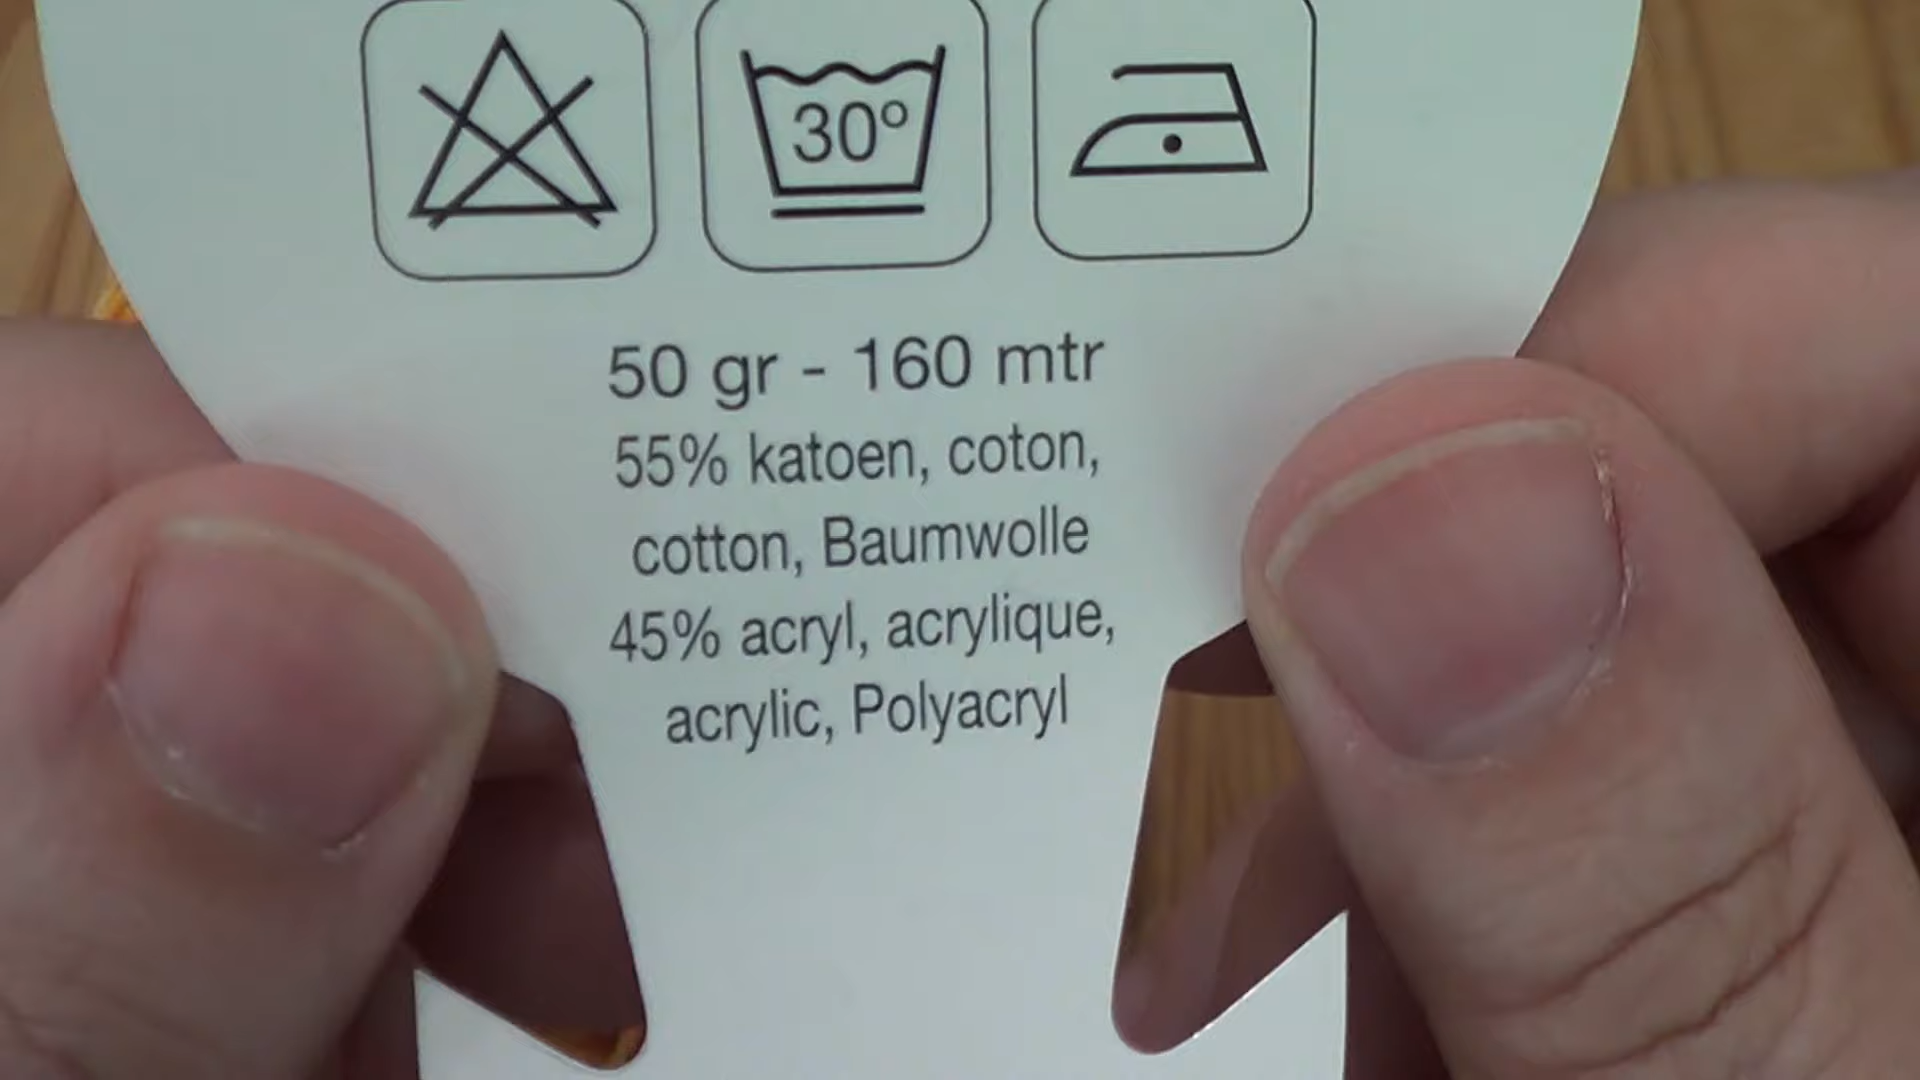 30°
50 gr - 160 mtr
55% katoen, coton,
cotton, Baumwolle
45% acryl, acrylique,
acrylic, Polyacryl